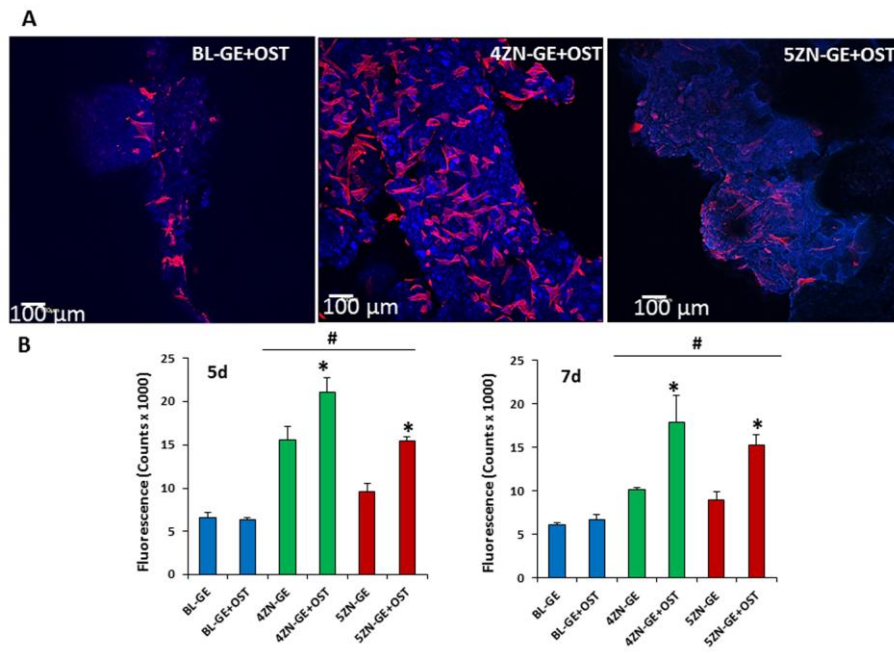 A
BL-GE+OST
4ZN-GE+OST
5ZN-GE+OST
100 µm
100 µm
100 µm
B
#
#
5d
7d
*
*
*
*
Fluorescence (Counts x 1000)
25
20
15
10
5
0
BL-GE
BL-GE+OST
4ZN-GE
4ZN-GE+OST
5ZN-GE
5ZN-GE+OST
Fluorescence (Counts x 1000)
25
20
15
10
5
0
BL-GE
BL-GE+OST
4ZN-GE
4ZN-GE+OST
5ZN-GE
5ZN-GE+OST